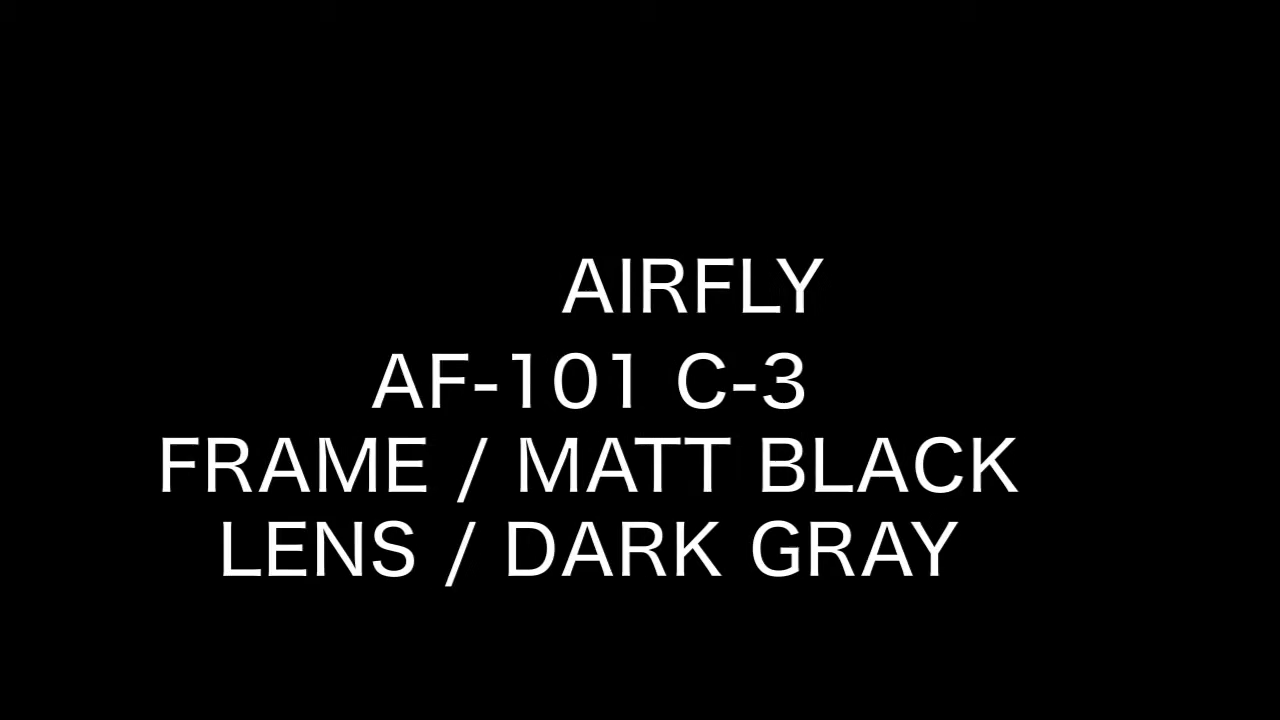 AIRFLY
AF-101 C-3
FRAME / MATT BLACK
LENS / DARK GRAY